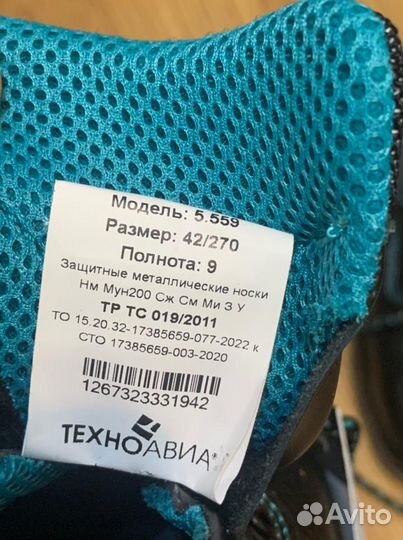 Модель: 5.559
Размер: 42/270
Полнота: 9
Защитные металлические носки
Нм Мун200 Сж См Ми З У
ТР ТС 019/2011
ТО 15.20.32-17385659-077-2022 к
СТО 17385659-003-2020
1267323331942
ТЕХНОАВИА
Avito